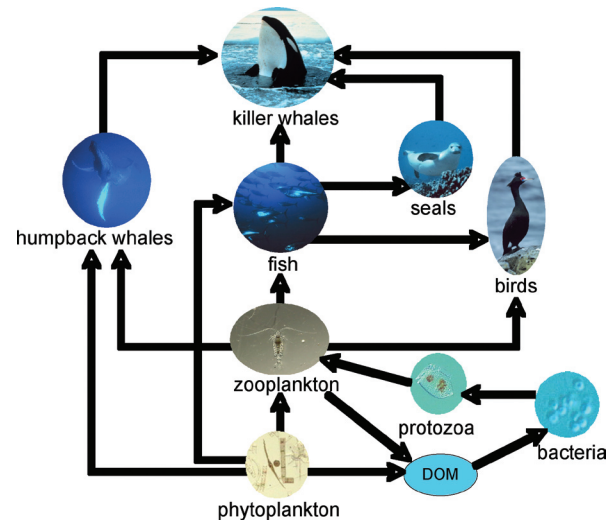 killer whales
seals
humpback whales
fish
birds
zooplankton
protozoa
bacteria
DOM
phytoplankton